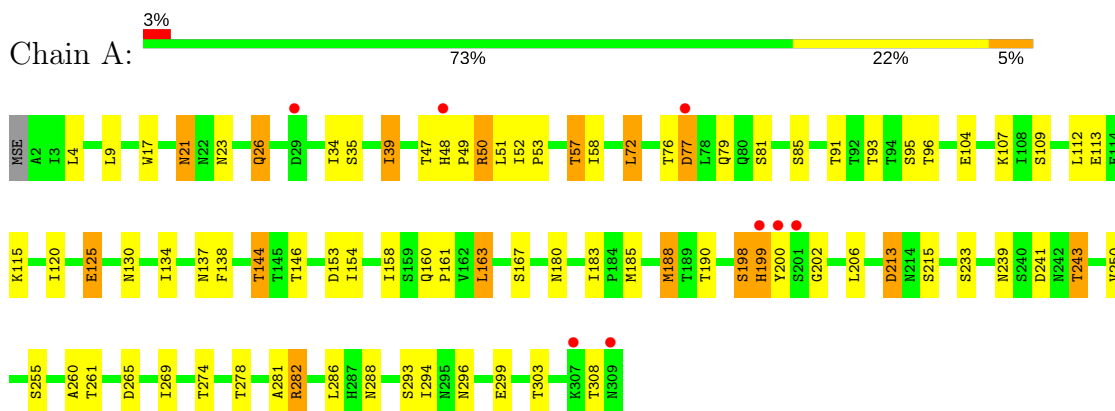 3%
Chain A:
73% 22% 5%
MSE A2 I3 L4 L9 W17 N21 N22 N23 Q26 D29 I34 S35 I39 T47 H48 P49 R50 L51 I52 P53 T57 I58 L72 T76 D77 L78 Q79 Q80 S81 S85 T91 T92 T93 T94 S95 T96 E104 K107 I108 S109 L112 E113 E114
K115 I120 E125 N130 I134 N137 F138 T144 T145 T146 D153 I154 I158 S159 Q160 P161 V162 L163 S167 N180 I183 P184 M185 M188 T189 T190 S198 H199 Y200 S201 G202 L206 D213 N214 S215 S233 N239 S240 D241 N242 T243
S255 A260 T261 D265 I269 T274 T278 A281 R282 L286 H287 N288 S293 I294 N295 N296 E299 T303 K307 T308 N309